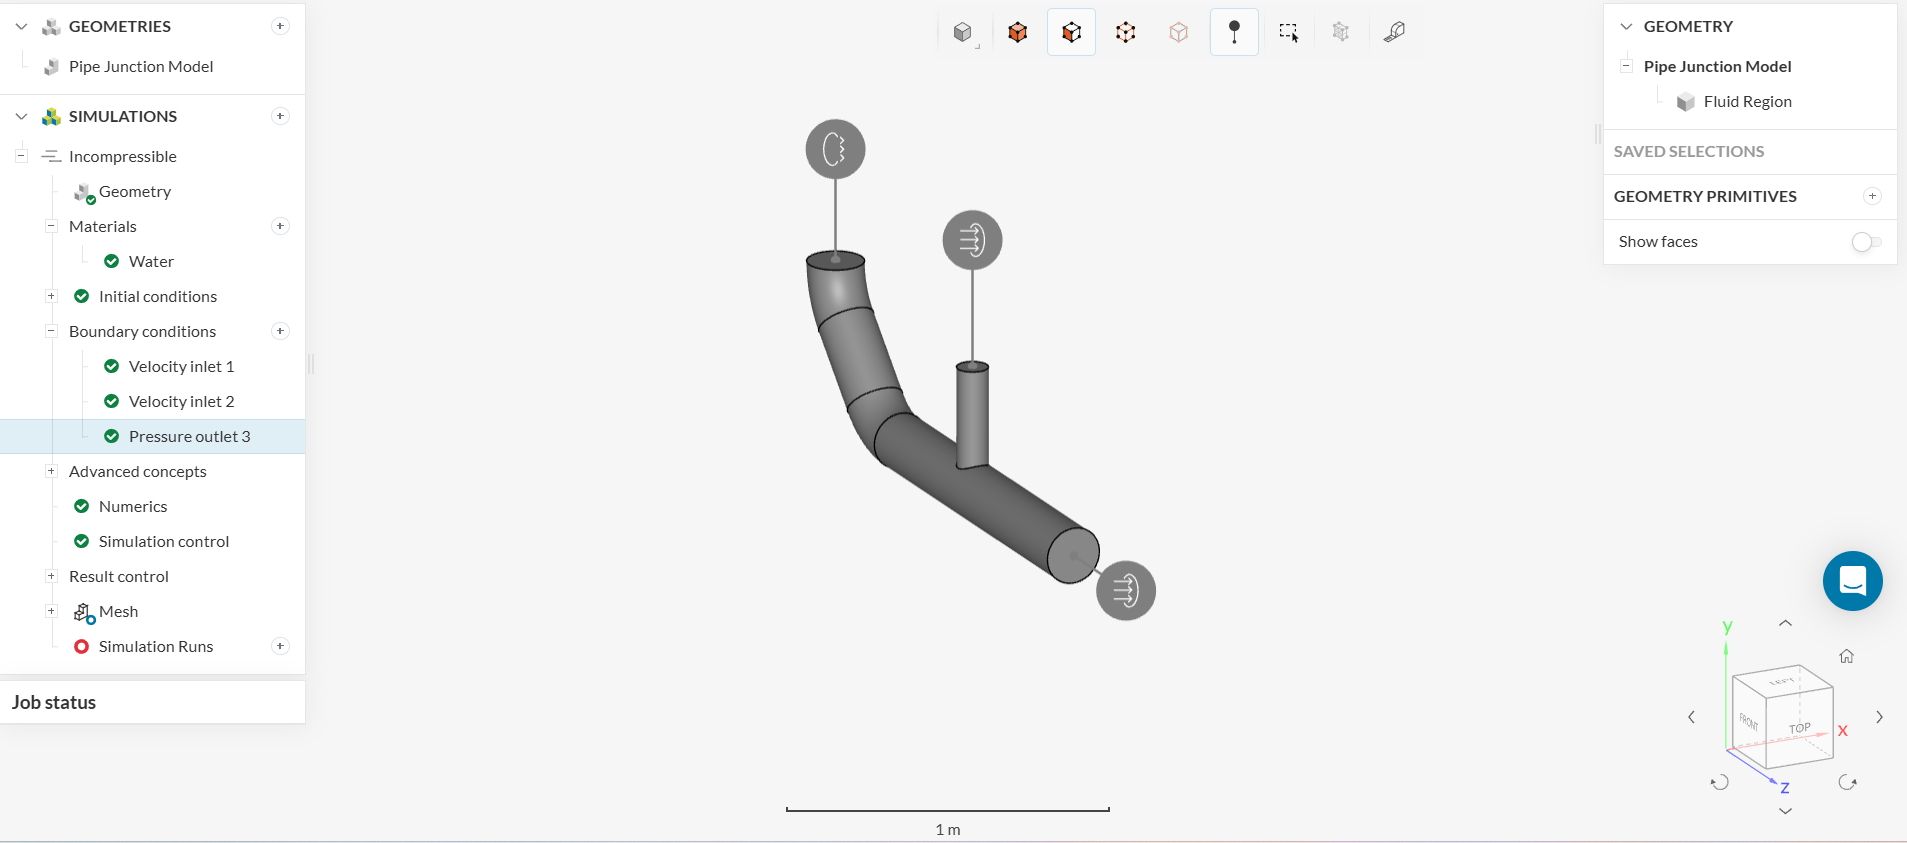 GEOMETRIES
Pipe Junction Model
SIMULATIONS
Incompressible
Geometry
Materials
Water
Initial conditions
Boundary conditions
Velocity inlet 1
Velocity inlet 2
Pressure outlet 3
Advanced concepts
Numerics
Simulation control
Result control
Mesh
Simulation Runs
Job status
1 m
GEOMETRY
Pipe Junction Model
Fluid Region
SAVED SELECTIONS
GEOMETRY PRIMITIVES
Show faces
y
LEFT
FRONT
TOP
X
Z